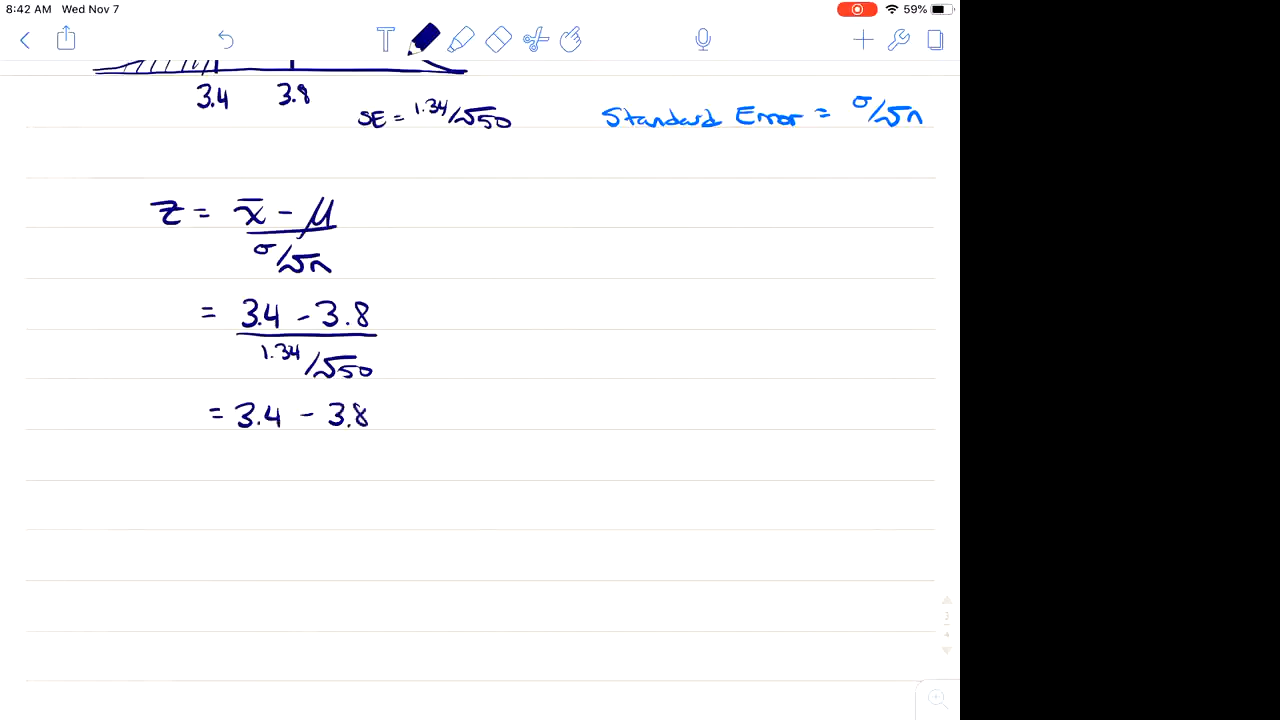 8:42 AM Wed Nov 7 59%
T
3.4 3.8
SE = 1.34/√50 Standard Error = σ/√n
z = x̄ - μ
σ/√n
= 3.4 - 3.8
1.34/√50
= 3.4 - 3.8